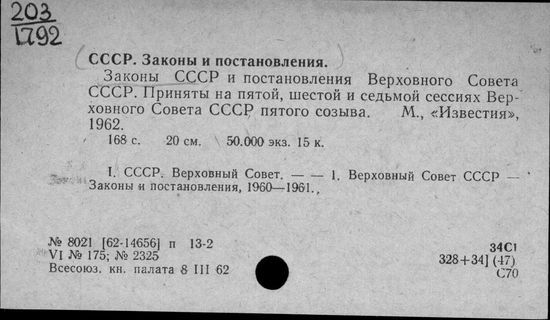 203
1792
СССР. Законы и постановления.
Законы СССР и постановления Верховного Совета
СССР. Приняты на пятой, шестой и седьмой сессиях Вер-
ховного Совета СССР пятого созыва. М., «Известия»,
1962.
168 с. 20 см. 50.000 экз. 15 к.
I. СССР. Верховный Совет. — — 1. Верховный Совет СССР —
Законы и постановления, 1960—1961.,
№ 8021 [62-14656] п 13-2
VI № 175; № 2325
Всесоюз. кн. палата 8 III 62
34С1
328+34] (47)
С70